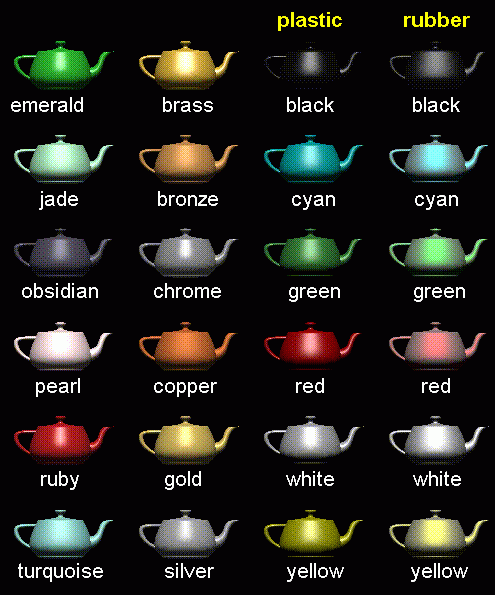 plastic rubber
emerald brass black black
jade bronze cyan cyan
obsidian chrome green green
pearl copper red red
ruby gold white white
turquoise silver yellow yellow